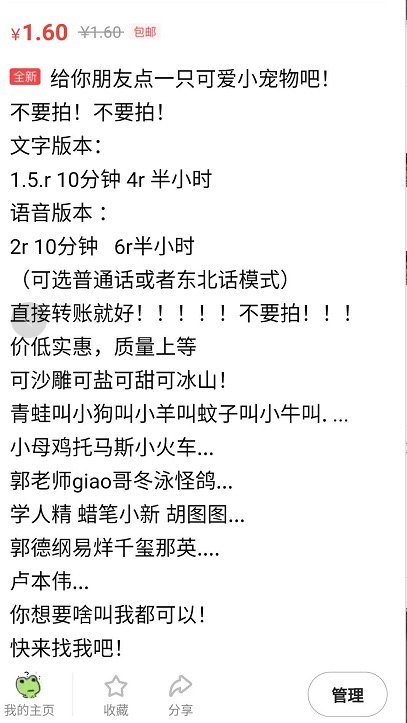 ¥1.60 ¥1.60 包邮
全新 给你朋友点一只可爱小宠物吧！
不要拍！不要拍！
文字版本：
1.5.r 10分钟 4r 半小时
语音版本：
2r 10分钟 6r半小时
（可选普通话或者东北话模式）
直接转账就好！！！！！不要拍！！！
价低实惠，质量上等
可沙雕可盐可甜可冰山！
青蛙叫小狗叫小羊叫蚊子叫小牛叫. ...
小母鸡托马斯小火车...
郭老师giao哥冬泳怪鸽...
学人精 蜡笔小新 胡图图...
郭德纲易烊千玺那英....
卢本伟...
你想要啥叫我都可以！
快来找我吧！
我的主页 收藏 分享 管理